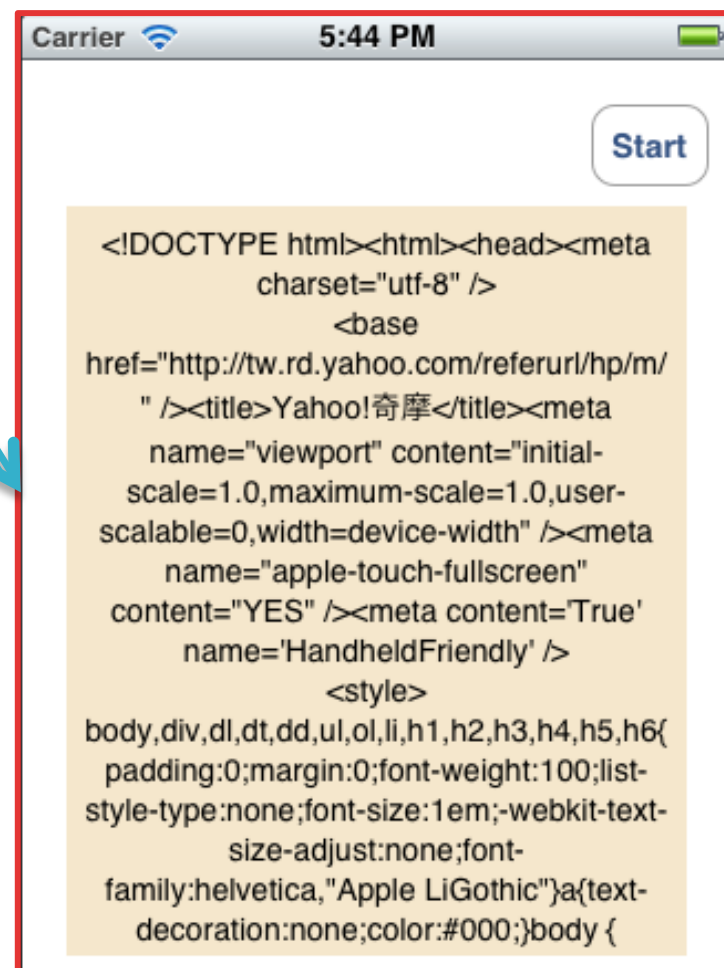 Carrier 5:44 PM
Start
<!DOCTYPE html><html><head><meta
charset="utf-8" />
<base
href="http://tw.rd.yahoo.com/referurl/hp/m/
" /><title>Yahoo!奇摩</title><meta
name="viewport" content="initial-
scale=1.0,maximum-scale=1.0,user-
scalable=0,width=device-width" /><meta
name="apple-touch-fullscreen"
content="YES" /><meta content='True'
name='HandheldFriendly' />
<style>
body,div,dl,dt,dd,ul,ol,li,h1,h2,h3,h4,h5,h6{
padding:0;margin:0;font-weight:100;list-
style-type:none;font-size:1em;-webkit-text-
size-adjust:none;font-
family:helvetica,"Apple LiGothic"}a{text-
decoration:none;color:#000;}body {